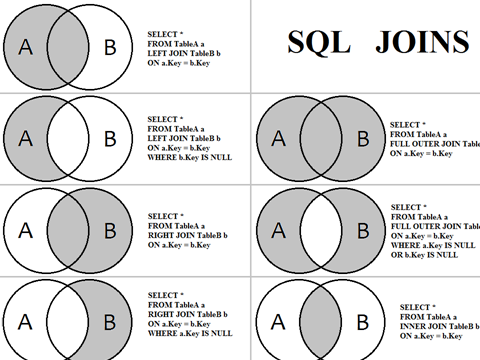 A B
SELECT *
FROM TableA a
LEFT JOIN TableB b
ON a.Key = b.Key
SQL JOINS
A B
SELECT *
FROM TableA a
LEFT JOIN TableB b
ON a.Key = b.Key
WHERE b.Key IS NULL
A B
SELECT *
FROM TableA a
FULL OUTER JOIN Table
ON a.Key = b.Key
A B
SELECT *
FROM TableA a
RIGHT JOIN TableB b
ON a.Key = b.Key
A B
SELECT *
FROM TableA a
FULL OUTER JOIN Table
ON a.Key = b.Key
WHERE a.Key IS NULL
OR b.Key IS NULL
A B
SELECT *
FROM TableA a
RIGHT JOIN TableB b
ON a.Key = b.Key
WHERE a.Key IS NULL
A B
SELECT *
FROM TableA a
INNER JOIN TableB b
ON a.Key = b.Key